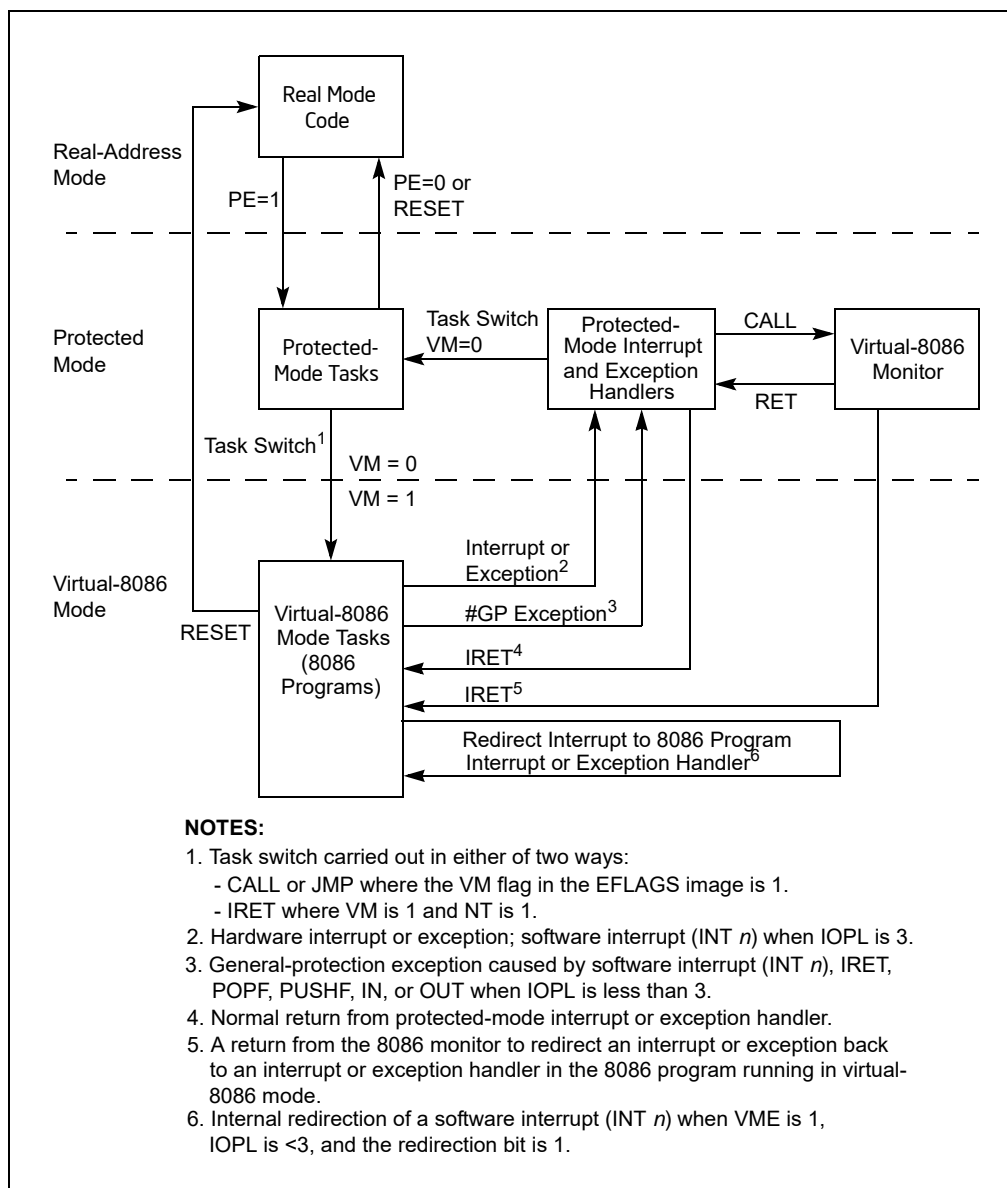 Real Mode
Code
Real-Address
Mode
PE=1
PE=0 or
RESET
Protected
Mode
Protected-
Mode Tasks
Task Switch
VM=0
Protected-
Mode Interrupt
and Exception
Handlers
CALL
RET
Virtual-8086
Monitor
Task Switch1
VM = 0
VM = 1
Virtual-8086
Mode
RESET
Virtual-8086
Mode Tasks
(8086
Programs)
Interrupt or
Exception2
#GP Exception3
IRET4
IRET5
Redirect Interrupt to 8086 Program
Interrupt or Exception Handler6
NOTES:
1. Task switch carried out in either of two ways:
- CALL or JMP where the VM flag in the EFLAGS image is 1.
- IRET where VM is 1 and NT is 1.
2. Hardware interrupt or exception; software interrupt (INT n) when IOPL is 3.
3. General-protection exception caused by software interrupt (INT n), IRET,
POPF, PUSHF, IN, or OUT when IOPL is less than 3.
4. Normal return from protected-mode interrupt or exception handler.
5. A return from the 8086 monitor to redirect an interrupt or exception back
to an interrupt or exception handler in the 8086 program running in virtual-
8086 mode.
6. Internal redirection of a software interrupt (INT n) when VME is 1,
IOPL is <3, and the redirection bit is 1.